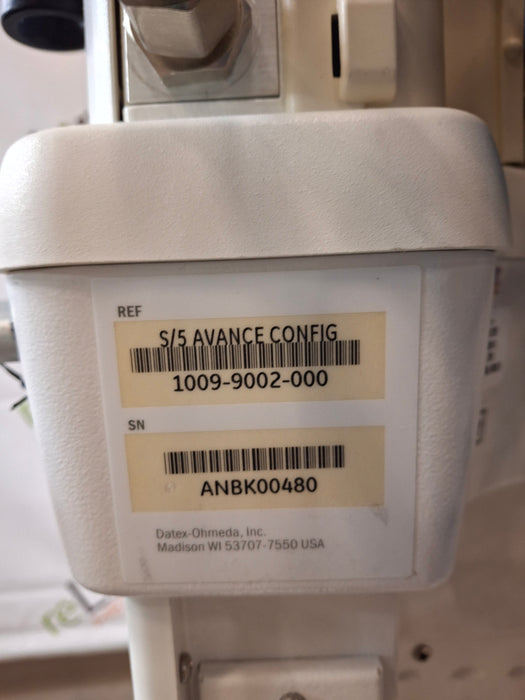 REF
S/5 AVANCE CONFIG
1009-9002-000
SN
ANBK00480
Datex-Ohmeda, Inc.
Madison WI 53707-7550 USA